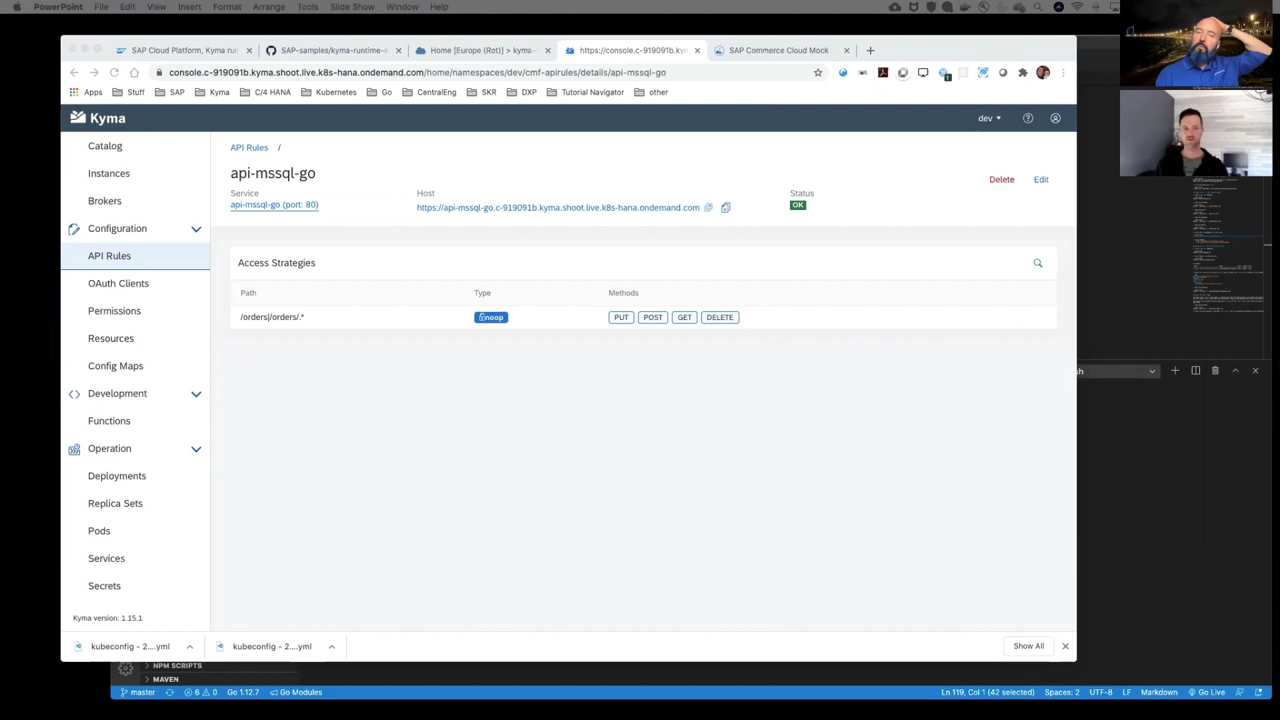 PowerPoint File Edit View Insert Format Arrange Tools Slide Show Window Help
SAP Cloud Platform, Kyma run
SAP-samples/kyma-runtime-e
Home [Europe (Rot)] > kyma-
https://console.c-919091b.kym
SAP Commerce Cloud Mock
console.c-919091b.kyma.shoot.live.k8s-hana.ondemand.com/home/namespaces/dev/cmf-apirules/details/api-mssql-go
Apps Stuff SAP Kyma C/4 HANA Kubernetes Go CentralEng SKR DXP Tutorial Navigator other
Kyma
dev
Catalog
Instances
Brokers
Configuration
API Rules
OAuth Clients
Permissions
Resources
Config Maps
Development
Functions
Operation
Deployments
Replica Sets
Pods
Services
Secrets
Kyma version: 1.15.1
API Rules /
api-mssql-go
Delete Edit
Service Host Status
api-mssql-go (port: 80) https://api-mssql-go.c-919091b.kyma.shoot.live.k8s-hana.ondemand.com OK
Access Strategies
Path Type Methods
/orders|/orders/.* noop PUT POST GET DELETE
kubeconfig - 2....yml
kubeconfig - 2....yml
Show All
NPM SCRIPTS
MAVEN
master 6 0 Go 1.12.7 Go Modules
Ln 119, Col 1 (42 selected) Spaces: 2 UTF-8 LF Markdown Go Live